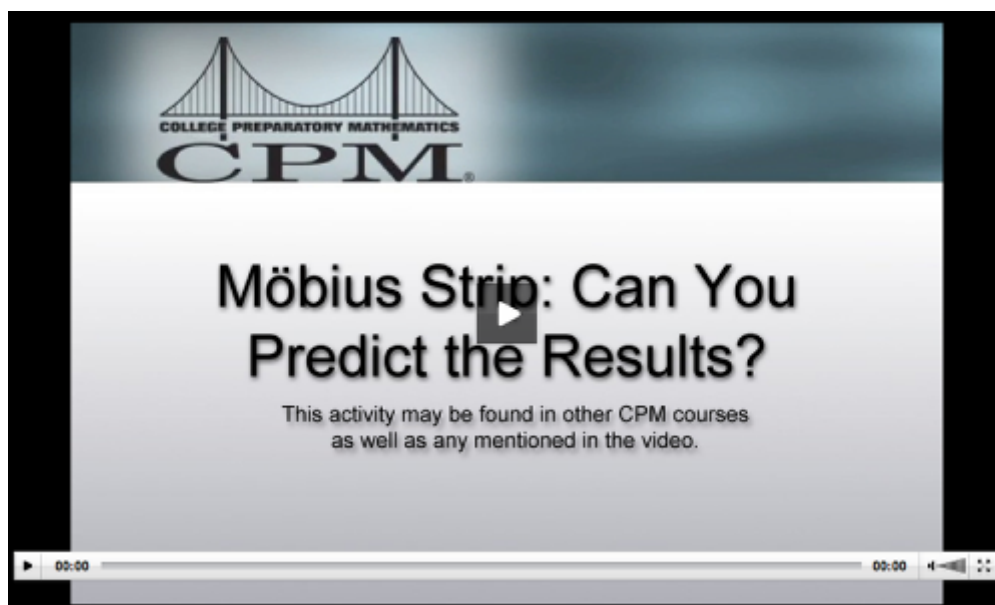 COLLEGE PREPARATORY MATHEMATICS
CPM®
Möbius Strip: Can You
Predict the Results?
This activity may be found in other CPM courses
as well as any mentioned in the video.
00:00 00:00